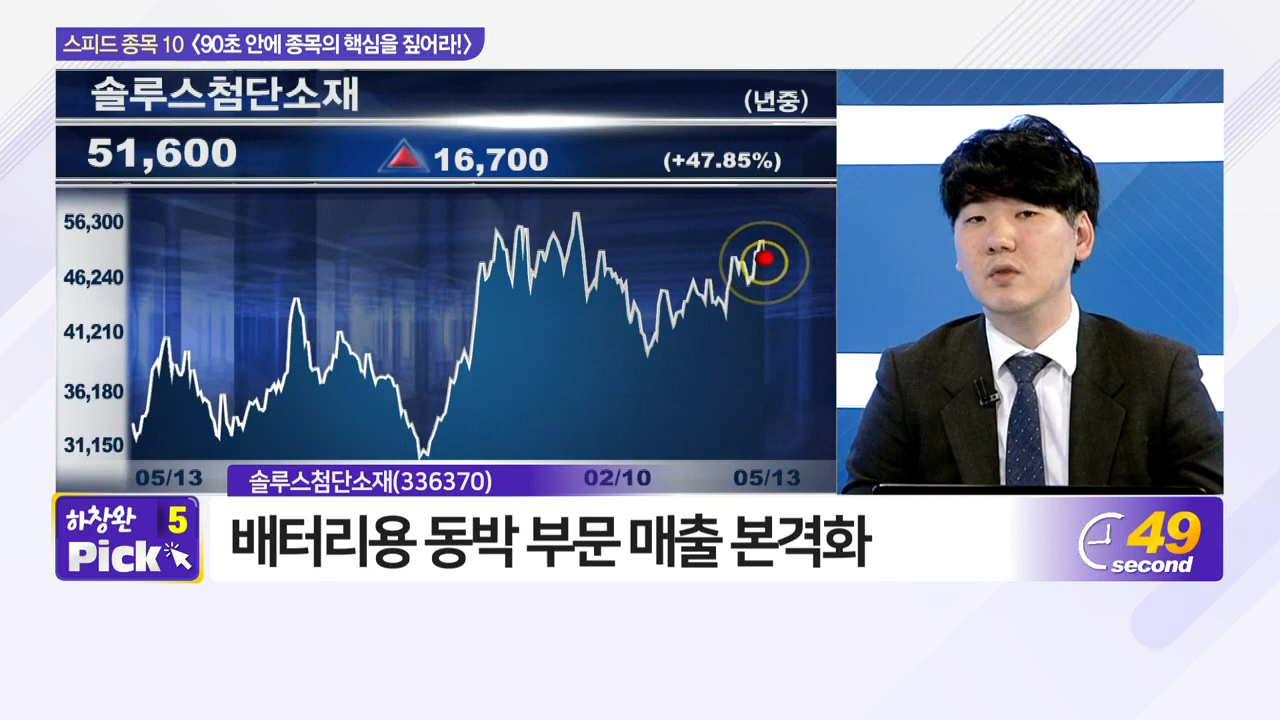 스피드 종목 10 <90초 안에 종목의 핵심을 짚어라!>
솔루스첨단소재 (년중)
51,600 16,700 (+47.85%)
56,300
46,240
41,210
36,180
31,150
05/13 02/10 05/13
솔루스첨단소재(336370)
하창완 5
Pick
배터리용 동박 부문 매출 본격화
49
second